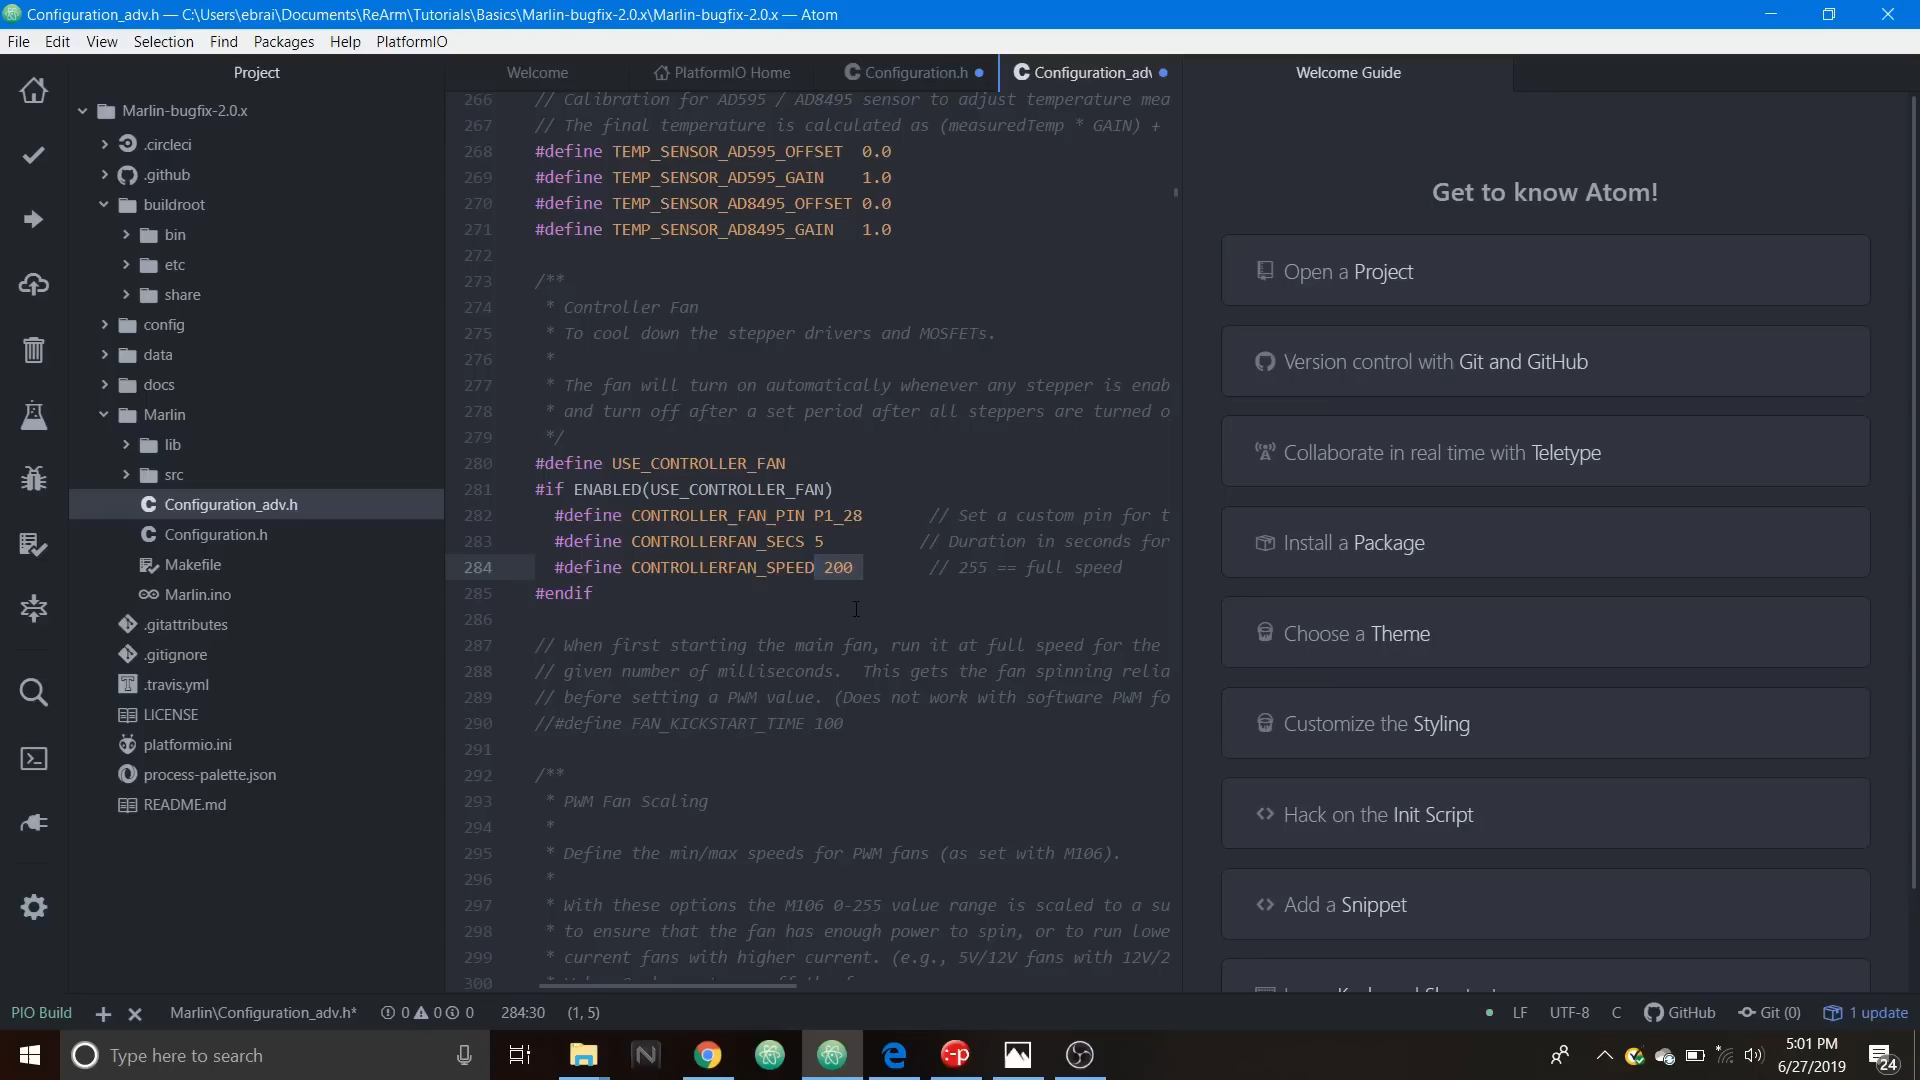 Configuration_adv.h — C:\Users\ebrai\Documents\ReArm\Tutorials\Basics\Marlin-bugfix-2.0.x\Marlin-bugfix-2.0.x — Atom
File Edit View Selection Find Packages Help PlatformIO
Project
Marlin-bugfix-2.0.x
.circleci
.github
buildroot
bin
etc
share
config
data
docs
Marlin
lib
src
Configuration_adv.h
Configuration.h
Makefile
Marlin.ino
.gitattributes
.gitignore
.travis.yml
LICENSE
platformio.ini
process-palette.json
README.md
Welcome PlatformIO Home Configuration.h Configuration_adv
266 // Calibration for AD595 / AD8495 sensor to adjust temperature mea
267 // The final temperature is calculated as (measuredTemp * GAIN) +
268 #define TEMP_SENSOR_AD595_OFFSET 0.0
269 #define TEMP_SENSOR_AD595_GAIN 1.0
270 #define TEMP_SENSOR_AD8495_OFFSET 0.0
271 #define TEMP_SENSOR_AD8495_GAIN 1.0
272
273 /**
274 * Controller Fan
275 * To cool down the stepper drivers and MOSFETs.
276 *
277 * The fan will turn on automatically whenever any stepper is enab
278 * and turn off after a set period after all steppers are turned o
279 */
280 #define USE_CONTROLLER_FAN
281 #if ENABLED(USE_CONTROLLER_FAN)
282 #define CONTROLLER_FAN_PIN P1_28 // Set a custom pin for t
283 #define CONTROLLERFAN_SECS 5 // Duration in seconds for
284 #define CONTROLLERFAN_SPEED 200 // 255 == full speed
285 #endif
286
287 // When first starting the main fan, run it at full speed for the
288 // given number of milliseconds. This gets the fan spinning relia
289 // before setting a PWM value. (Does not work with software PWM fo
290 //#define FAN_KICKSTART_TIME 100
291
292 /**
293 * PWM Fan Scaling
294 *
295 * Define the min/max speeds for PWM fans (as set with M106).
296 *
297 * With these options the M106 0-255 value range is scaled to a su
298 * to ensure that the fan has enough power to spin, or to run lowe
299 * current fans with higher current. (e.g., 5V/12V fans with 12V/2
300
Welcome Guide
Get to know Atom!
Open a Project
Version control with Git and GitHub
Collaborate in real time with Teletype
Install a Package
Choose a Theme
Customize the Styling
Hack on the Init Script
Add a Snippet
PIO Build Marlin\Configuration_adv.h* 0 0 0 284:30 (1, 5) LF UTF-8 C GitHub Git (0) 1 update
Type here to search
5:01 PM
6/27/2019
24